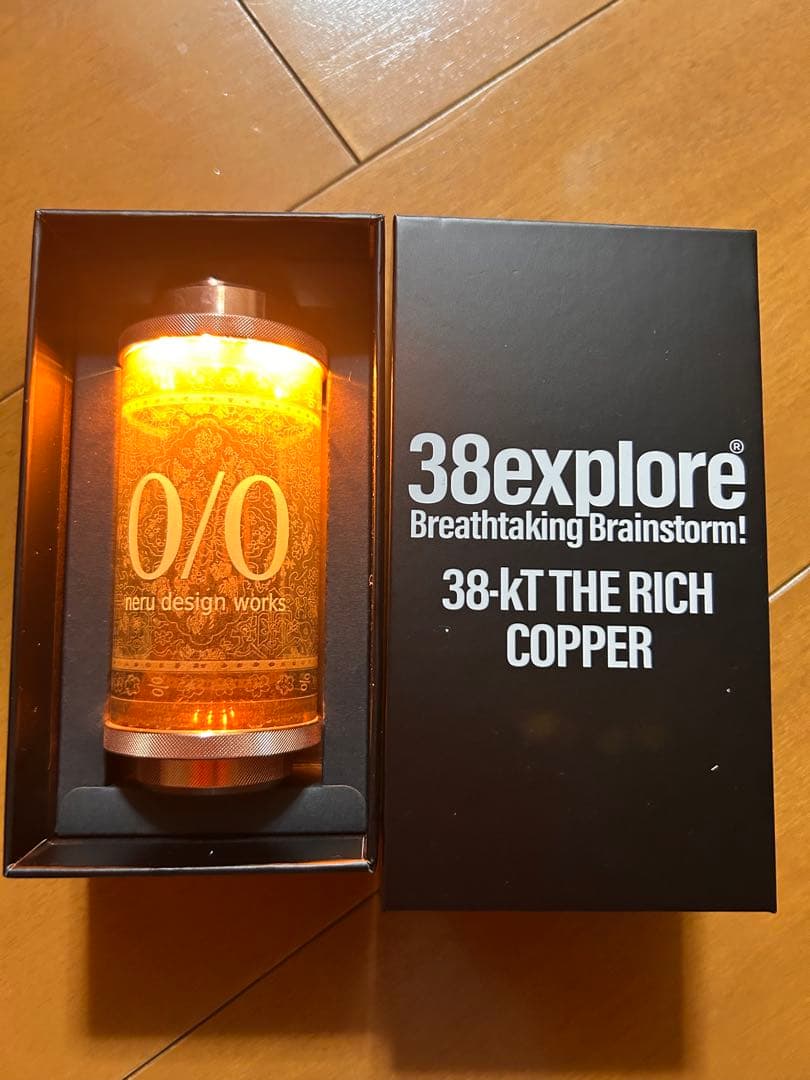 0/0
neru design works
38explore®
Breathtaking Brainstorm!
38-kT THE RICH
COPPER